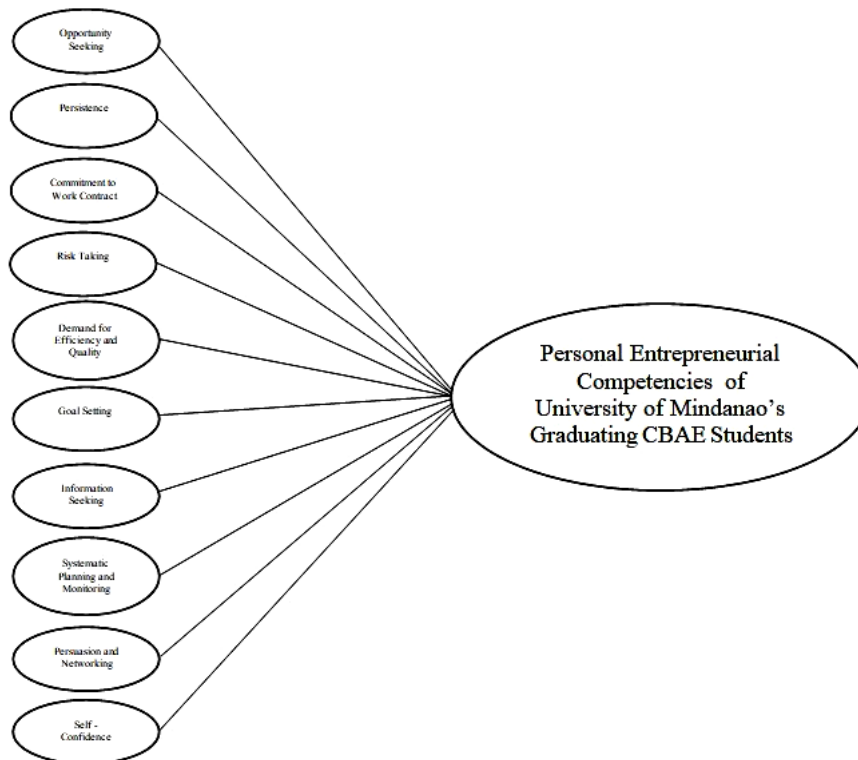 Opportunity
Seeking
Persistence
Commitment to
Work Contract
Risk Taking
Demand for
Efficiency and
Quality
Goal Setting
Information
Seeking
Systematic
Planning and
Monitoring
Persuasion and
Networking
Self -
Confidence
Personal Entrepreneurial
Competencies of
University of Mindanao’s
Graduating CBAE Students